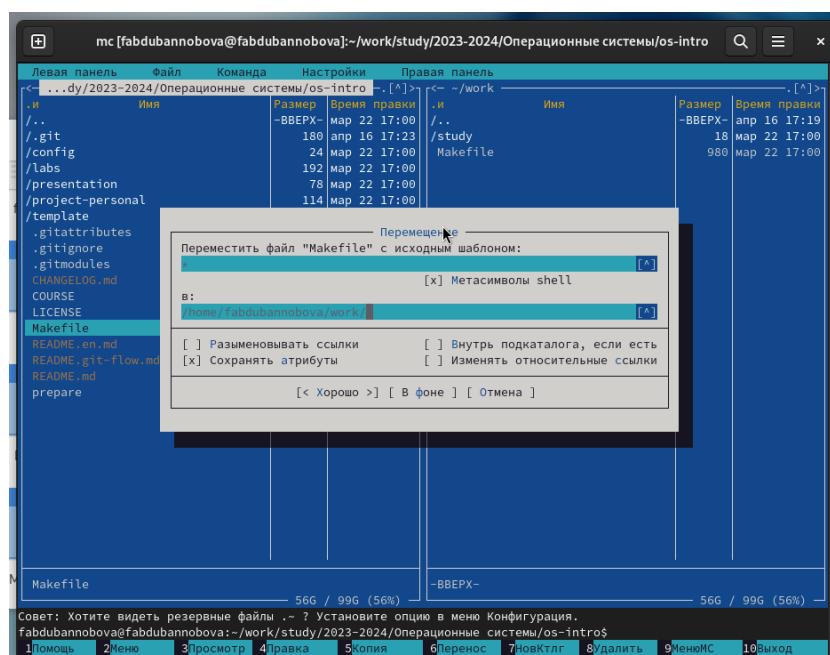 mc [fabdubannobova@fabdubannobova]:~/work/study/2023-2024/Операционные системы/os-intro
Левая панель Файл Команда Настройки Правая панель
<— ...dy/2023-2024/Операционные системы/os-intro —.[^]>
.и Имя Размер Время правки
/.. -ВВЕРХ- мар 22 17:00
/.git 180 апр 16 17:23
/config 24 мар 22 17:00
/labs 192 мар 22 17:00
/presentation 78 мар 22 17:00
/project-personal 114 мар 22 17:00
/template
.gitattributes
.gitignore
.gitmodules
CHANGELOG.md
COURSE
LICENSE
Makefile
README.en.md
README.git-flow.md
README.md
prepare
<— ~/work .[^]>
.и Имя Размер Время правки
/.. -ВВЕРХ- апр 16 17:19
/study 18 мар 22 17:00
Makefile 980 мар 22 17:00
Перемещение
Переместить файл "Makefile" с исходным шаблоном:
* [^]
[x] Метасимволы shell
в:
/home/fabdubannobova/work/ [^]
[ ] Разыменовывать ссылки [ ] Внутрь подкаталога, если есть
[x] Сохранять атрибуты [ ] Изменять относительные ссылки
[< Хорошо >] [ В фоне ] [ Отмена ]
Makefile
56G / 99G (56%)
-ВВЕРХ-
56G / 99G (56%)
Совет: Хотите видеть резервные файлы .~ ? Установите опцию в меню Конфигурация.
fabdubannobova@fabdubannobova:~/work/study/2023-2024/Операционные системы/os-intro$
1Помощь 2Меню 3Просмотр 4Правка 5Копия 6Перенос 7НовКтлг 8Удалить 9МенюMC 10Выход